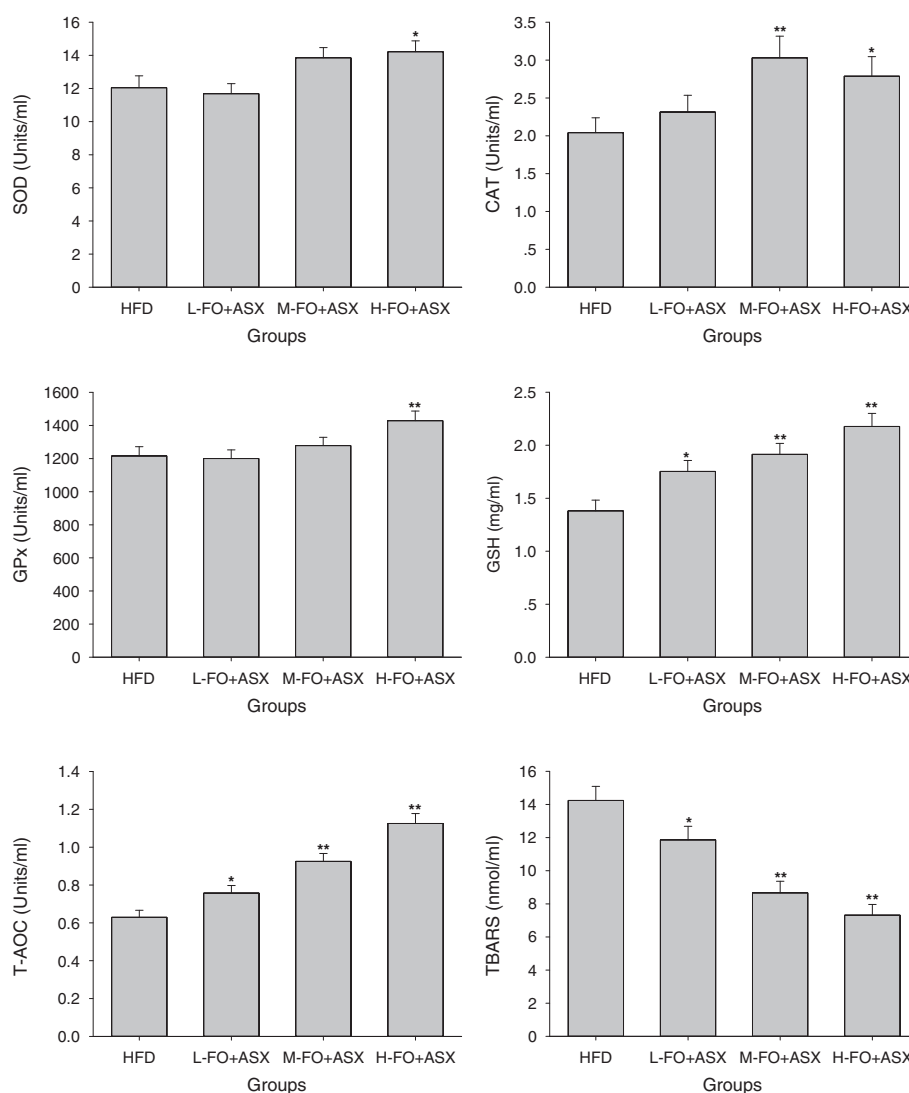 SOD (Units/ml)
16
14
12
10
8
6
4
2
0
*
HFD L-FO+ASX M-FO+ASX H-FO+ASX
Groups
CAT (Units/ml)
3.5
3.0
2.5
2.0
1.5
1.0
.5
0.0
** *
HFD L-FO+ASX M-FO+ASX H-FO+ASX
Groups
GPx (Units/ml)
1600
1400
1200
1000
800
600
400
200
0
**
HFD L-FO+ASX M-FO+ASX H-FO+ASX
Groups
GSH (mg/ml)
2.5
2.0
1.5
1.0
.5
0.0
* ** **
HFD L-FO+ASX M-FO+ASX H-FO+ASX
Groups
T-AOC (Units/ml)
1.4
1.2
1.0
0.8
0.6
0.4
0.2
0.0
* ** **
HFD L-FO+ASX M-FO+ASX H-FO+ASX
Groups
TBARS (nmol/ml)
16
14
12
10
8
6
4
2
0
* ** **
HFD L-FO+ASX M-FO+ASX H-FO+ASX
Groups